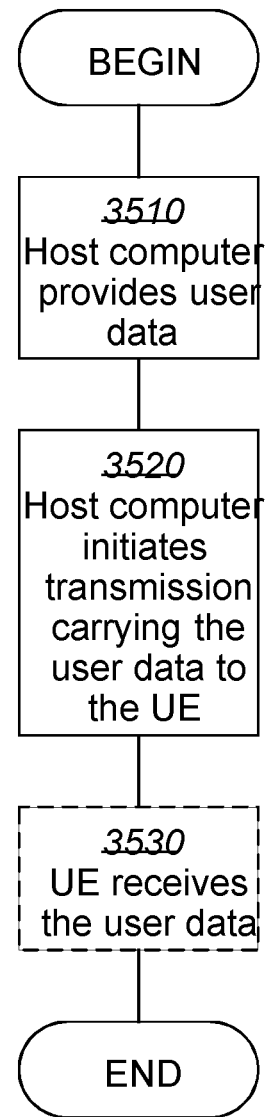 BEGIN
3510
Host computer
provides user
data
3520
Host computer
initiates
transmission
carrying the
user data to
the UE
3530
UE receives
the user data
END